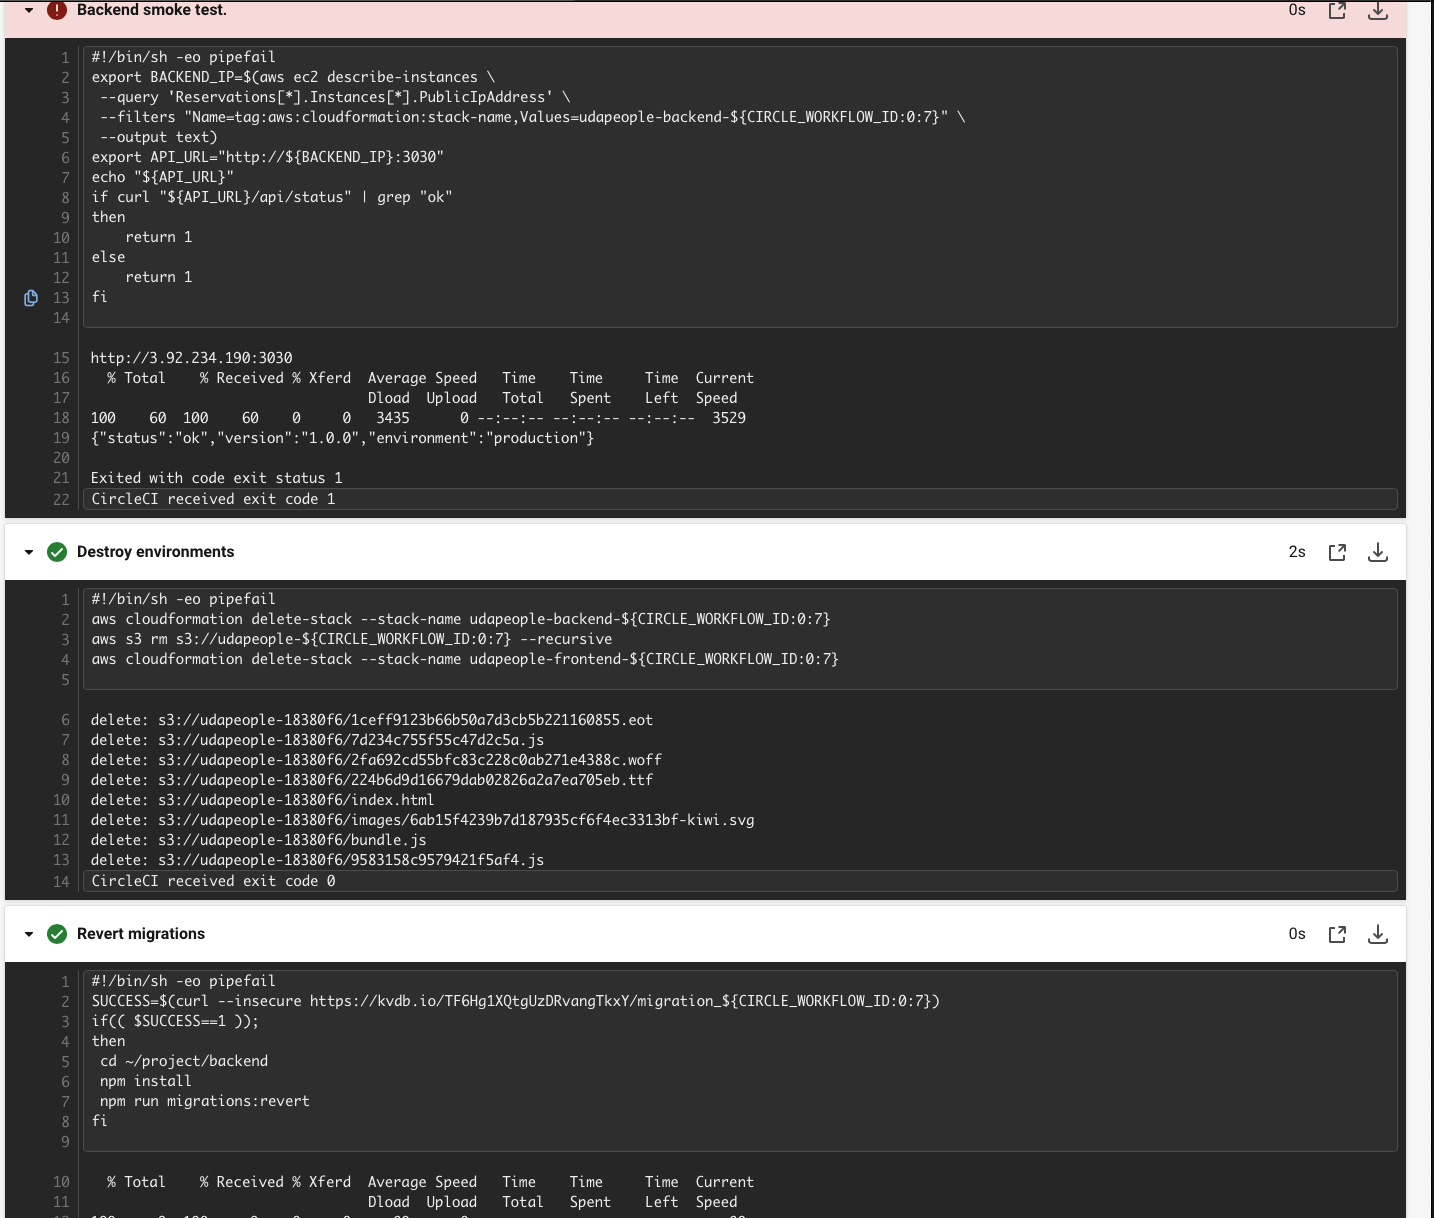 Backend smoke test.
0s
1 #!/bin/sh -eo pipefail
2 export BACKEND_IP=$(aws ec2 describe-instances \
3 --query 'Reservations[*].Instances[*].PublicIpAddress' \
4 --filters "Name=tag:aws:cloudformation:stack-name,Values=udapeople-backend-${CIRCLE_WORKFLOW_ID:0:7}" \
5 --output text)
6 export API_URL="http://${BACKEND_IP}:3030"
7 echo "${API_URL}"
8 if curl "${API_URL}/api/status" | grep "ok"
9 then
10 return 1
11 else
12 return 1
13 fi
14
15 http://3.92.234.190:3030
16 % Total % Received % Xferd Average Speed Time Time Time Current
17 Dload Upload Total Spent Left Speed
18 100 60 100 60 0 0 3435 0 --:--:-- --:--:-- --:--:-- 3529
19 {"status":"ok","version":"1.0.0","environment":"production"}
20
21 Exited with code exit status 1
22 CircleCI received exit code 1
Destroy environments
2s
1 #!/bin/sh -eo pipefail
2 aws cloudformation delete-stack --stack-name udapeople-backend-${CIRCLE_WORKFLOW_ID:0:7}
3 aws s3 rm s3://udapeople-${CIRCLE_WORKFLOW_ID:0:7} --recursive
4 aws cloudformation delete-stack --stack-name udapeople-frontend-${CIRCLE_WORKFLOW_ID:0:7}
5
6 delete: s3://udapeople-18380f6/1ceff9123b66b50a7d3cb5b221160855.eot
7 delete: s3://udapeople-18380f6/7d234c755f55c47d2c5a.js
8 delete: s3://udapeople-18380f6/2fa692cd55bfc83c228c0ab271e4388c.woff
9 delete: s3://udapeople-18380f6/224b6d9d16679dab02826a2a7ea705eb.ttf
10 delete: s3://udapeople-18380f6/index.html
11 delete: s3://udapeople-18380f6/images/6ab15f4239b7d187935cf6f4ec3313bf-kiwi.svg
12 delete: s3://udapeople-18380f6/bundle.js
13 delete: s3://udapeople-18380f6/9583158c9579421f5af4.js
14 CircleCI received exit code 0
Revert migrations
0s
1 #!/bin/sh -eo pipefail
2 SUCCESS=$(curl --insecure https://kvdb.io/TF6Hg1XQtgUzDRvangTkxY/migration_${CIRCLE_WORKFLOW_ID:0:7})
3 if(( $SUCCESS==1 ));
4 then
5 cd ~/project/backend
6 npm install
7 npm run migrations:revert
8 fi
9
10 % Total % Received % Xferd Average Speed Time Time Time Current
11 Dload Upload Total Spent Left Speed